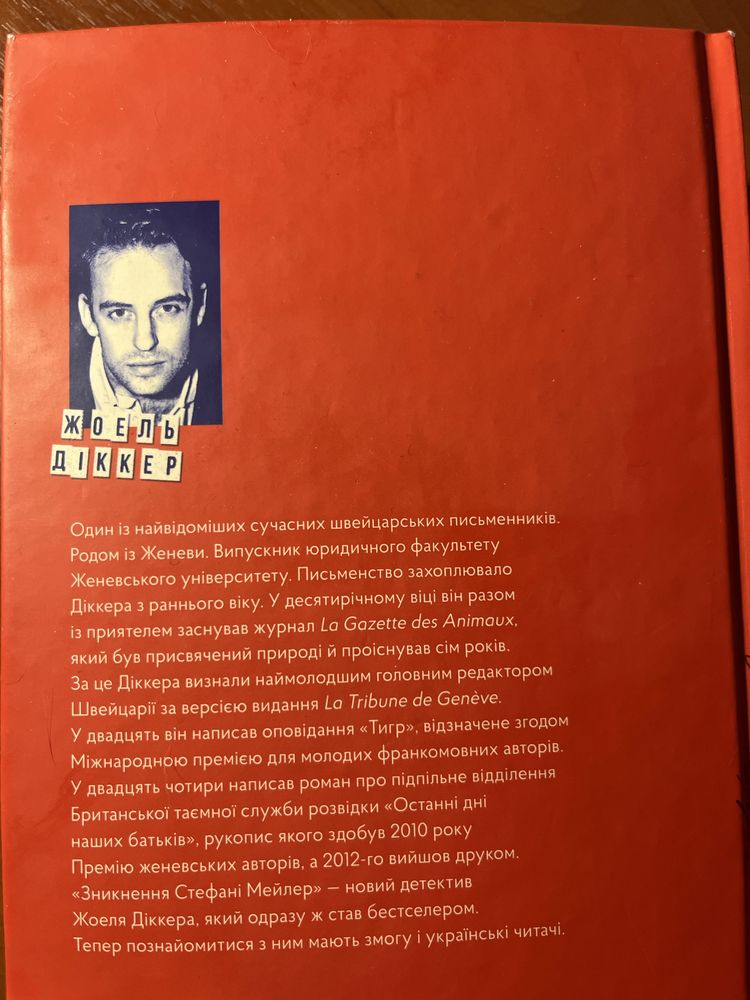 ЖОЕЛЬ
ДІККЕР
Один із найвідоміших сучасних швейцарських письменників.
Родом із Женеви. Випускник юридичного факультету
Женевського університету. Письменство захоплювало
Діккера з раннього віку. У десятирічному віці він разом
із приятелем заснував журнал La Gazette des Animaux,
який був присвячений природі й проіснував сім років.
За це Діккера визнали наймолодшим головним редактором
Швейцарії за версією видання La Tribune de Genève.
У двадцять він написав оповідання «Тигр», відзначене згодом
Міжнародною премією для молодих франкомовних авторів.
У двадцять чотири написав роман про підпільне відділення
Британської таємної служби розвідки «Останні дні
наших батьків», рукопис якого здобув 2010 року
Премію женевських авторів, а 2012-го вийшов друком.
«Зникнення Стефані Мейлер» — новий детектив
Жоеля Діккера, який одразу ж став бестселером.
Тепер познайомитися з ним мають змогу і українські читачі.